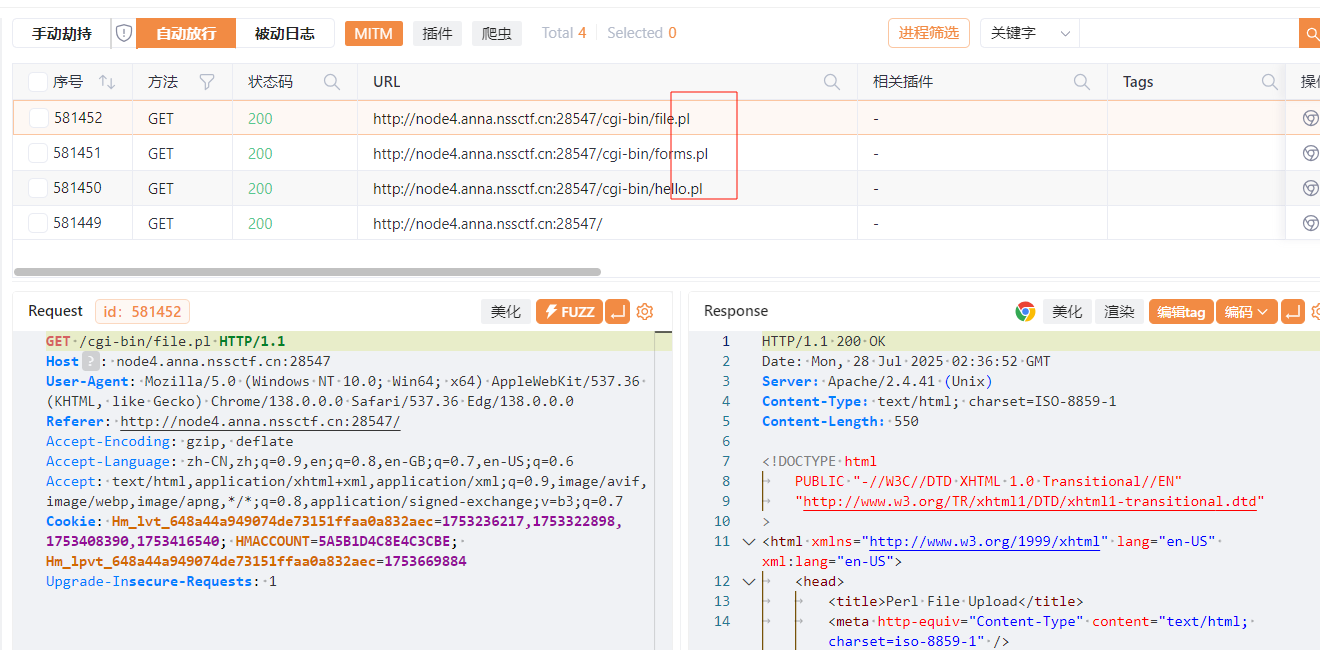 手动劫持 自动放行 被动日志 MITM 插件 爬虫 Total 4 Selected 0 进程筛选 关键字
序号 方法 状态码 URL 相关插件 Tags
581452 GET 200 http://node4.anna.nssctf.cn:28547/cgi-bin/file.pl -
581451 GET 200 http://node4.anna.nssctf.cn:28547/cgi-bin/forms.pl -
581450 GET 200 http://node4.anna.nssctf.cn:28547/cgi-bin/hello.pl -
581449 GET 200 http://node4.anna.nssctf.cn:28547/ -
Request id: 581452 美化 FUZZ
GET /cgi-bin/file.pl HTTP/1.1
Host ? : node4.anna.nssctf.cn:28547
User-Agent: Mozilla/5.0 (Windows NT 10.0; Win64; x64) AppleWebKit/537.36
(KHTML, like Gecko) Chrome/138.0.0.0 Safari/537.36 Edg/138.0.0.0
Referer: http://node4.anna.nssctf.cn:28547/
Accept-Encoding: gzip, deflate
Accept-Language: zh-CN,zh;q=0.9,en;q=0.8,en-GB;q=0.7,en-US;q=0.6
Accept: text/html,application/xhtml+xml,application/xml;q=0.9,image/avif,
image/webp,image/apng,*/*;q=0.8,application/signed-exchange;v=b3;q=0.7
Cookie: Hm_lvt_648a44a949074de73151ffaa0a832aec=1753236217,1753322898,
1753408390,1753416540; HMACCOUNT=5A5B1D4C8E4C3CBE;
Hm_lpvt_648a44a949074de73151ffaa0a832aec=1753669884
Upgrade-Insecure-Requests: 1
Response 美化 渲染 编辑tag 编码
1 HTTP/1.1 200 OK
2 Date: Mon, 28 Jul 2025 02:36:52 GMT
3 Server: Apache/2.4.41 (Unix)
4 Content-Type: text/html; charset=ISO-8859-1
5 Content-Length: 550
6
7 <!DOCTYPE html
8 PUBLIC "-//W3C//DTD XHTML 1.0 Transitional//EN"
9 "http://www.w3.org/TR/xhtml1/DTD/xhtml1-transitional.dtd"
10 >
11 <html xmlns="http://www.w3.org/1999/xhtml" lang="en-US"
xml:lang="en-US">
12 <head>
13 <title>Perl File Upload</title>
14 <meta http-equiv="Content-Type" content="text/html;
charset=iso-8859-1" />